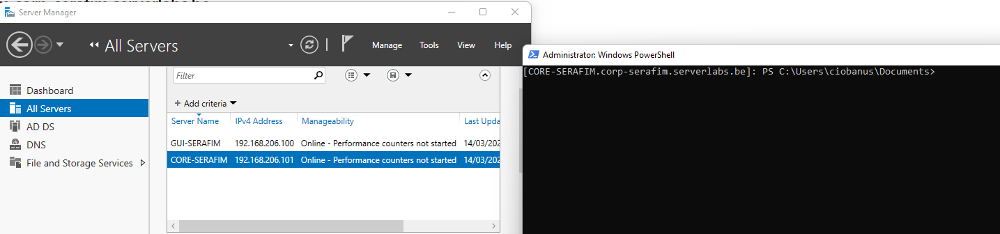 Server Manager
All Servers
Manage Tools View Help
Filter
Add criteria
Dashboard
All Servers
AD DS
DNS
File and Storage Services
Server Name IPv4 Address Manageability Last Upda
GUI-SERAFIM 192.168.206.100 Online - Performance counters not started 14/03/202
CORE-SERAFIM 192.168.206.101 Online - Performance counters not started 14/03/202
Administrator: Windows PowerShell
[CORE-SERAFIM.corp-serafim.serverlabs.be]: PS C:\Users\ciobanus\Documents>